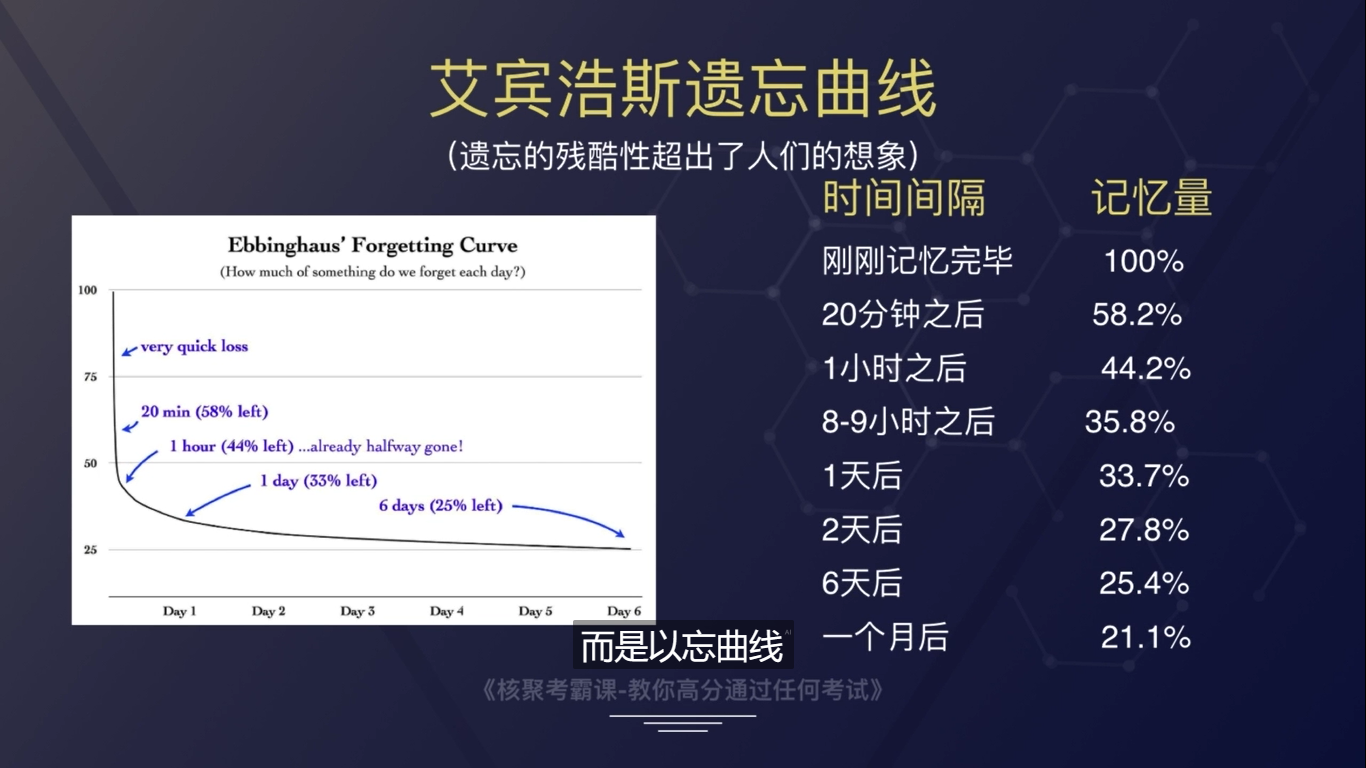 艾宾浩斯遗忘曲线
（遗忘的残酷性超出了人们的想象）
Ebbinghaus’ Forgetting Curve
(How much of something do we forget each day?)
100
very quick loss
75
20 min (58% left)
1 hour (44% left) ...already halfway gone!
50
1 day (33% left)
6 days (25% left)
25
Day 1 Day 2 Day 3 Day 4 Day 5 Day 6
时间间隔 记忆量
刚刚记忆完毕 100%
20分钟之后 58.2%
1小时之后 44.2%
8-9小时之后 35.8%
1天后 33.7%
2天后 27.8%
6天后 25.4%
一个月后 21.1%
而是以忘曲线
AI
《核聚考霸课-教你高分通过任何考试》